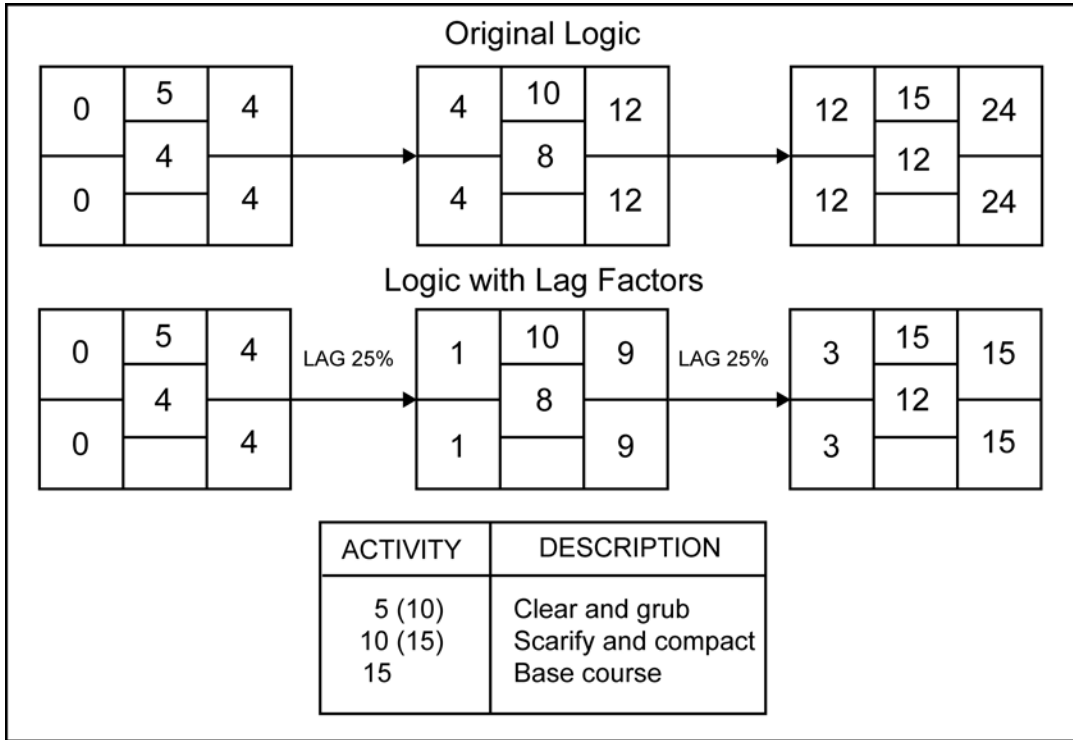 Original Logic
0 5 4 4 10 12 12 15 24
4 8 12
0 4 4 12 12 24
Logic with Lag Factors
0 5 4 LAG 25% 1 10 9 LAG 25% 3 15 15
4 8 12
0 4 1 9 3 15
ACTIVITY DESCRIPTION
5 (10) Clear and grub
10 (15) Scarify and compact
15 Base course